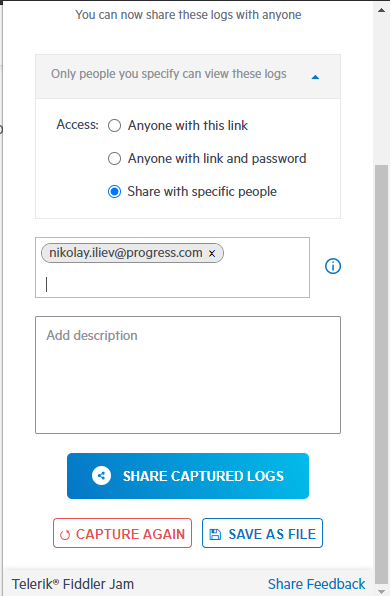 You can now share these logs with anyone
Only people you specify can view these logs
Access:
Anyone with this link
Anyone with link and password
Share with specific people
nikolay.iliev@progress.com x
Add description
SHARE CAPTURED LOGS
CAPTURE AGAIN
SAVE AS FILE
Telerik® Fiddler Jam
Share Feedback